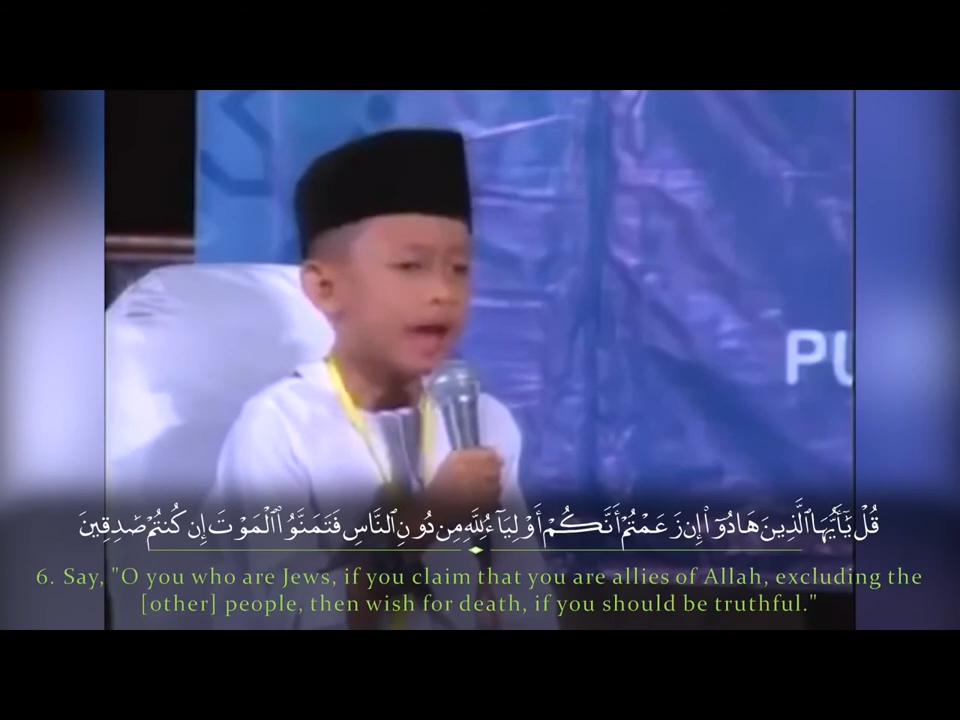 PU
قُلْ يَٰٓأَيُّهَا ٱلَّذِينَ هَادُوٓا۟ إِن زَعَمْتُمْ أَنَّكُمْ أَوْلِيَآءُ لِلَّهِ مِن دُونِ ٱلنَّاسِ فَتَمَنَّوُا۟ ٱلْمَوْتَ إِن كُنتُمْ صَٰدِقِينَ
6. Say, "O you who are Jews, if you claim that you are allies of Allah, excluding the
[other] people, then wish for death, if you should be truthful."